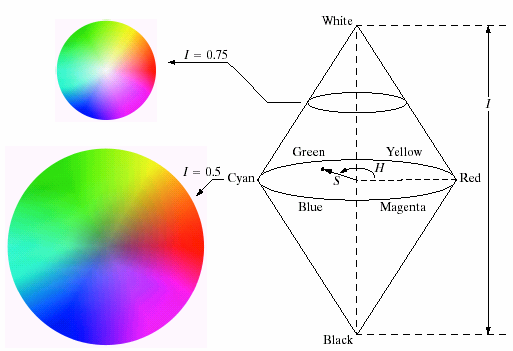 White
I = 0.75
I
Green
Yellow
I = 0.5
Cyan
H
S
Red
Blue
Magenta
Black